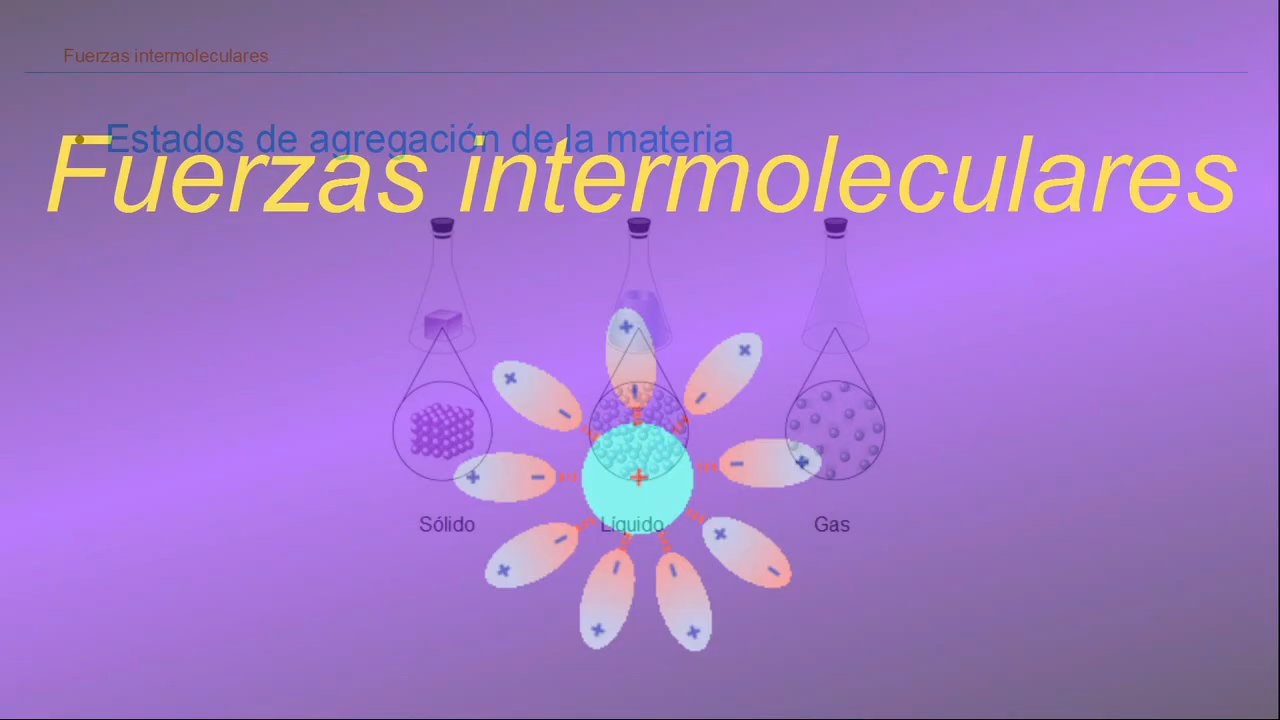 Fuerzas intermoleculares
• Estados de agregación de la materia
Fuerzas intermoleculares
Sólido Líquido Gas